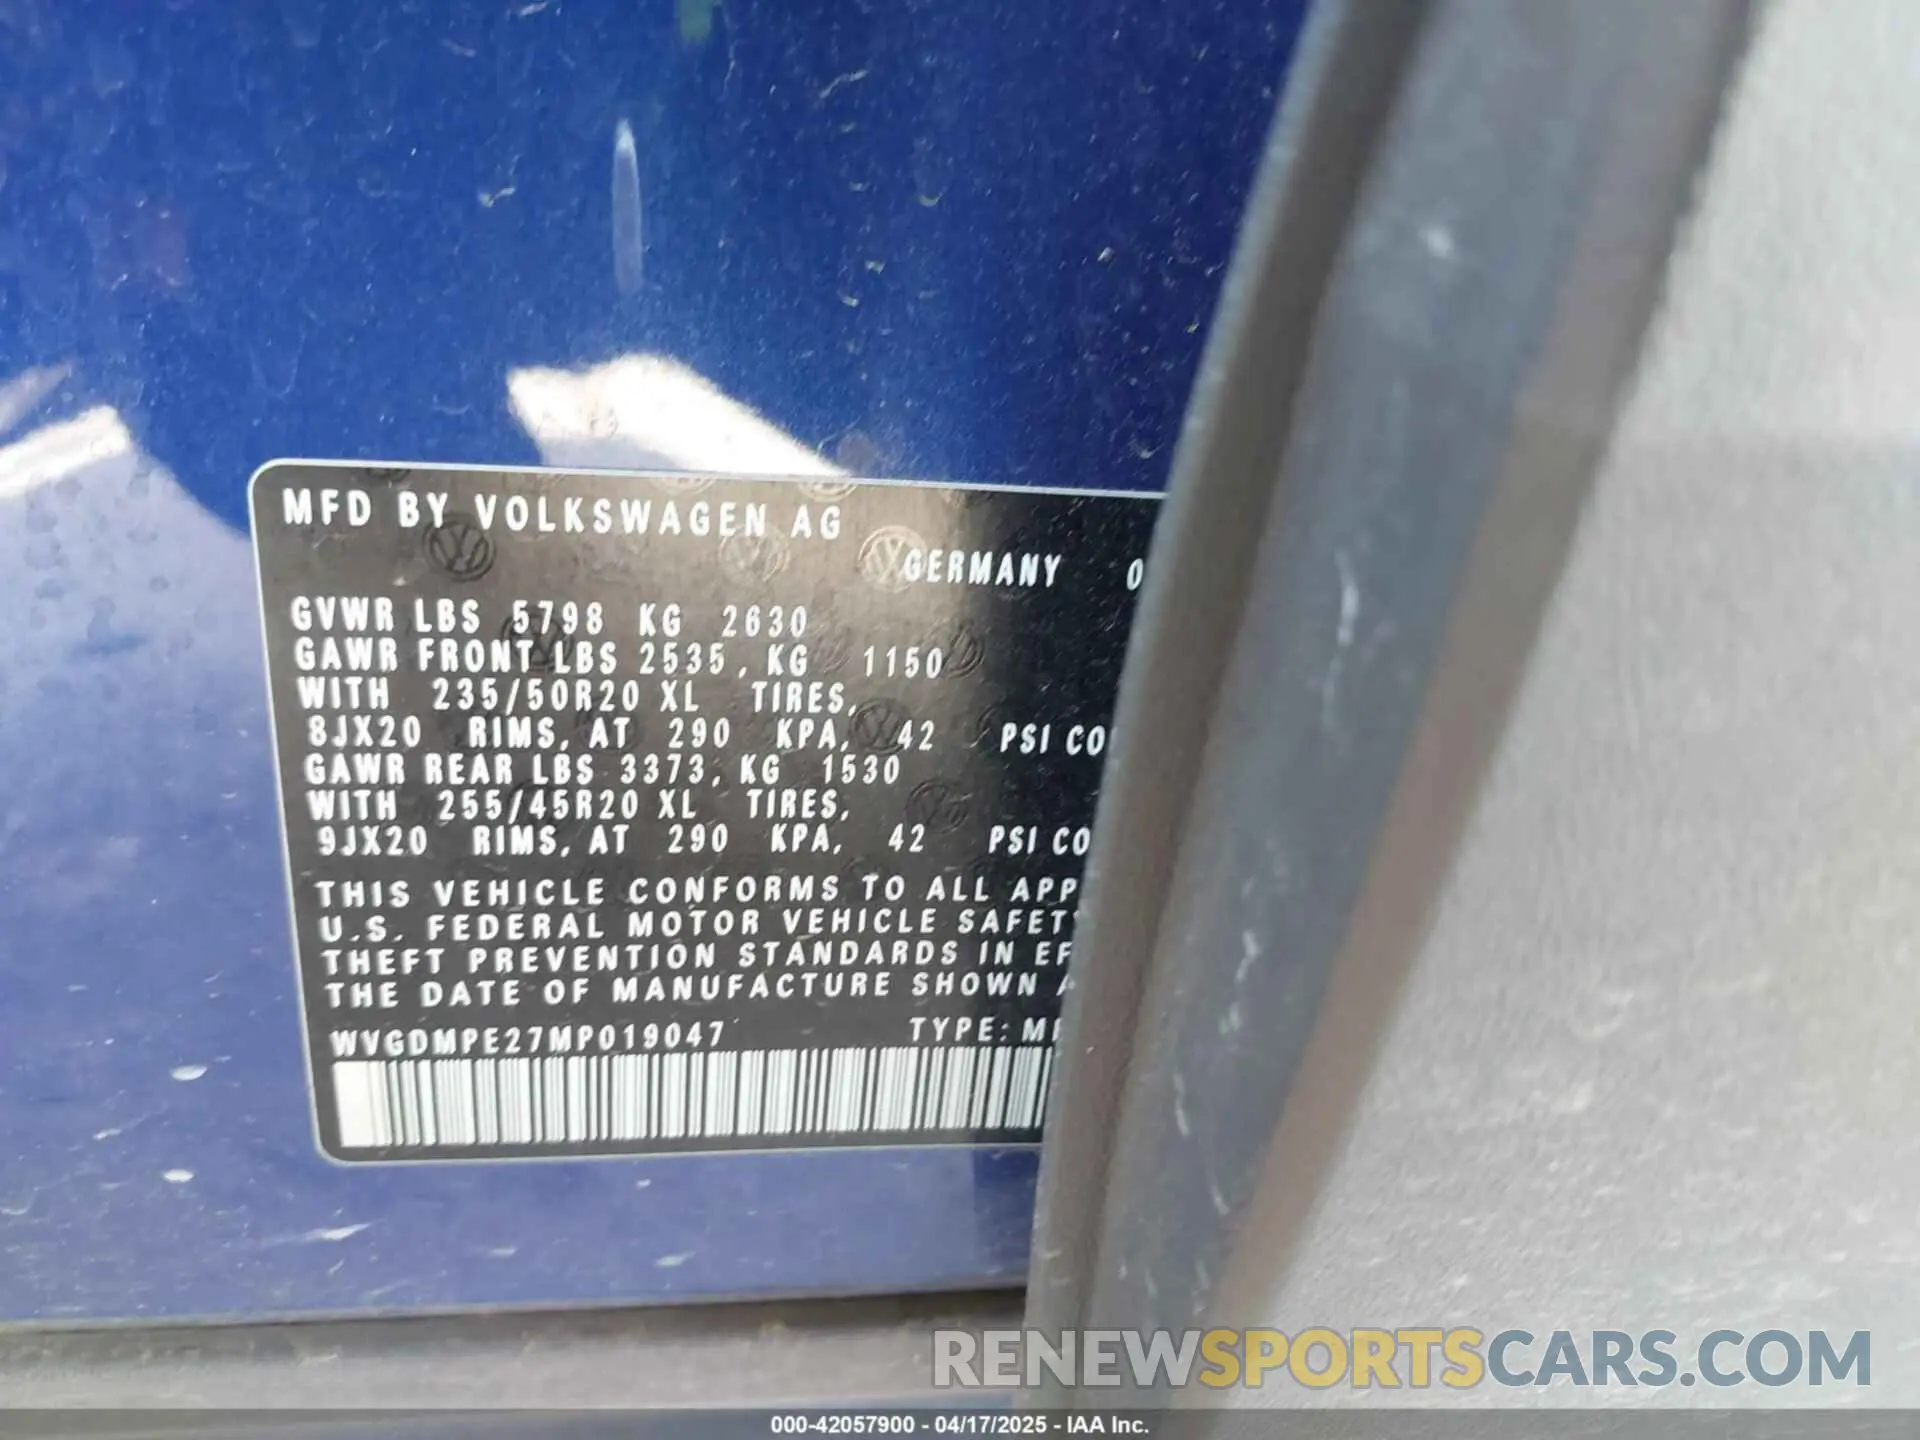 MFD BY VOLKSWAGEN AG
GERMANY 0
GVWR LBS 5798 KG 2630
GAWR FRONT LBS 2535, KG 1150
WITH 235/50R20 XL TIRES,
8JX20 RIMS, AT 290 KPA, 42 PSI CO
GAWR REAR LBS 3373, KG 1530
WITH 255/45R20 XL TIRES,
9JX20 RIMS, AT 290 KPA, 42 PSI CO
THIS VEHICLE CONFORMS TO ALL APP
U.S. FEDERAL MOTOR VEHICLE SAFETY
THEFT PREVENTION STANDARDS IN EF
THE DATE OF MANUFACTURE SHOWN A
WVGDMPE27MP019047 TYPE: M
RENEWSPORTSCARS.COM
000-42057900 - 04/17/2025 - IAA Inc.